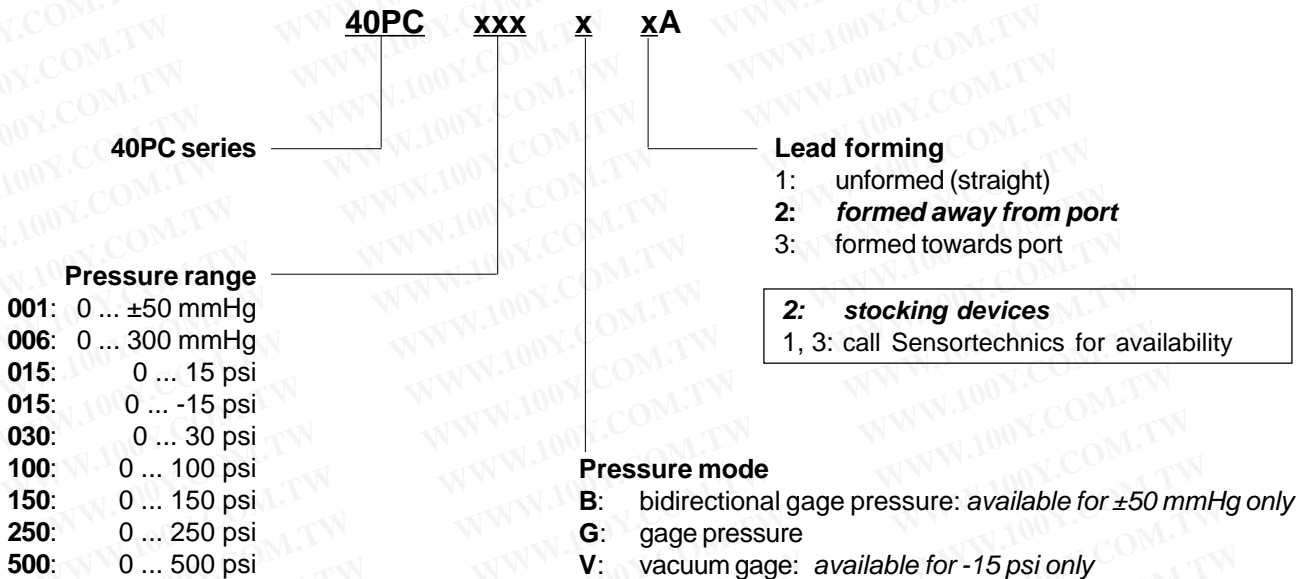 40PC xxx x xA
40PC series
Lead forming
1: unformed (straight)
2: formed away from port
3: formed towards port
2: stocking devices
1, 3: call Sensortechnics for availability
Pressure range
001: 0 ... ±50 mmHg
006: 0 ... 300 mmHg
015: 0 ... 15 psi
015: 0 ... -15 psi
030: 0 ... 30 psi
100: 0 ... 100 psi
150: 0 ... 150 psi
250: 0 ... 250 psi
500: 0 ... 500 psi
Pressure mode
B: bidirectional gage pressure: available for ±50 mmHg only
G: gage pressure
V: vacuum gage: available for -15 psi only
WWW.100Y.COM.TW